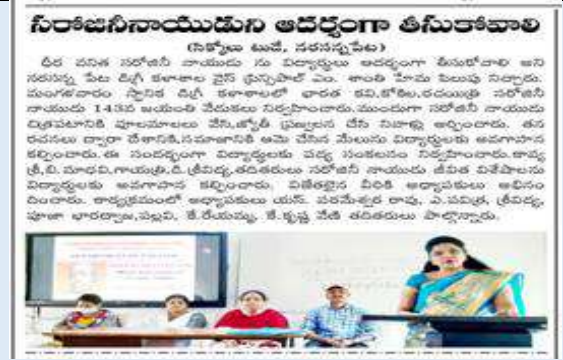 సరోజినీనాయుడుని ఆదర్శంగా తీసుకోవాలి
(సిక్కోలు టుడే, నరసన్నపేట)
ధీర వనిత సరోజినీ నాయుడు ను విద్యార్థులు ఆదర్శంగా తీసుకోవాలి అని
నరసన్న పేట డిగ్రీ కళాశాల వైస్ ప్రిన్సిపాల్ ఎం. శాంతి హేమ పిలుపు నిచ్చారు.
మంగళవారం స్థానిక డిగ్రీ కళాశాలలో భారత కవి,కోకిల,రచయిత్రి సరోజినీ
నాయుడు 143వ జయంతి వేడుకలు నిర్వహించారు.ముందుగా సరోజినీ నాయుడు
చిత్రపటానికి పూలమాలలు వేసి,జ్యోతి ప్రజ్వలన చేసి నివాళ్లు అర్పించారు. తన
రచనలు ద్వారా దేశానికి,సమాజానికి ఆమె చేసిన మేలును విద్యార్థులకు అవగాహన
కల్పించారు.ఈ సందర్భంగా విద్యార్థులకు పద్య సంకలనం నిర్వహించారు.కావ్య
శ్రీ,బి.మాధవి,గాయత్రి,డి.శ్రీవిద్య,తదితరులు సరోజినీ నాయుడు జీవిత విశేషాలను
విద్యార్థులకు అవగాహన కల్పించారు. విజేతలైన వీరికి అధ్యాపకులు అభినం
దించారు. కార్యక్రమంలో అధ్యాపకులు యస్. పరమేశ్వర రావు, ఎ.పవిత్ర, శ్రీవిద్య,
పూజా భారద్వాజ,పల్లవి, కే.రేయమ్మ, కే.కృష్ణ వేణి తదితరులు పాల్గొన్నారు.